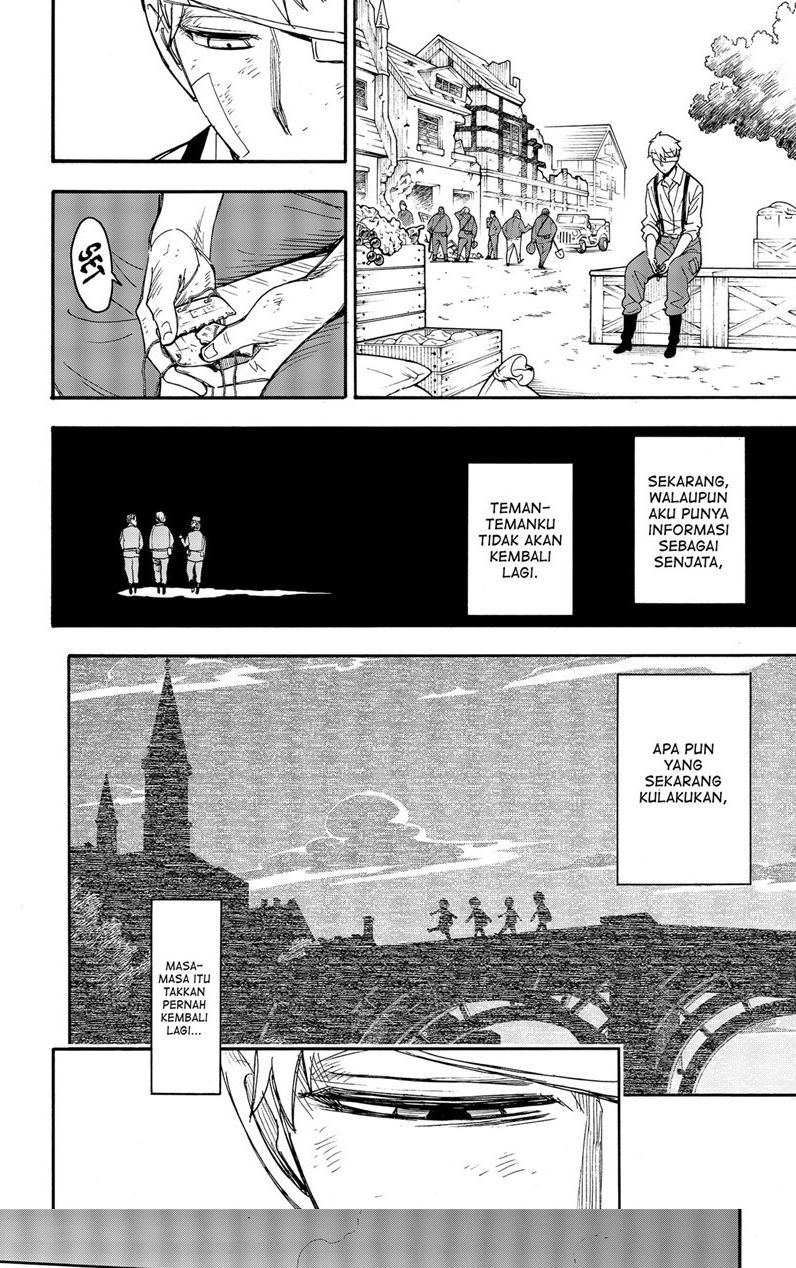 SET
SEKARANG,
WALAUPUN
AKU PUNYA
INFORMASI
SEBAGAI
SENJATA,
TEMAN-
TEMANKU
TIDAK AKAN
KEMBALI
LAGI.
APA PUN
YANG
SEKARANG
KULAKUKAN,
MASA-
MASA ITU
TAKKAN
PERNAH
KEMBALI
LAGI...